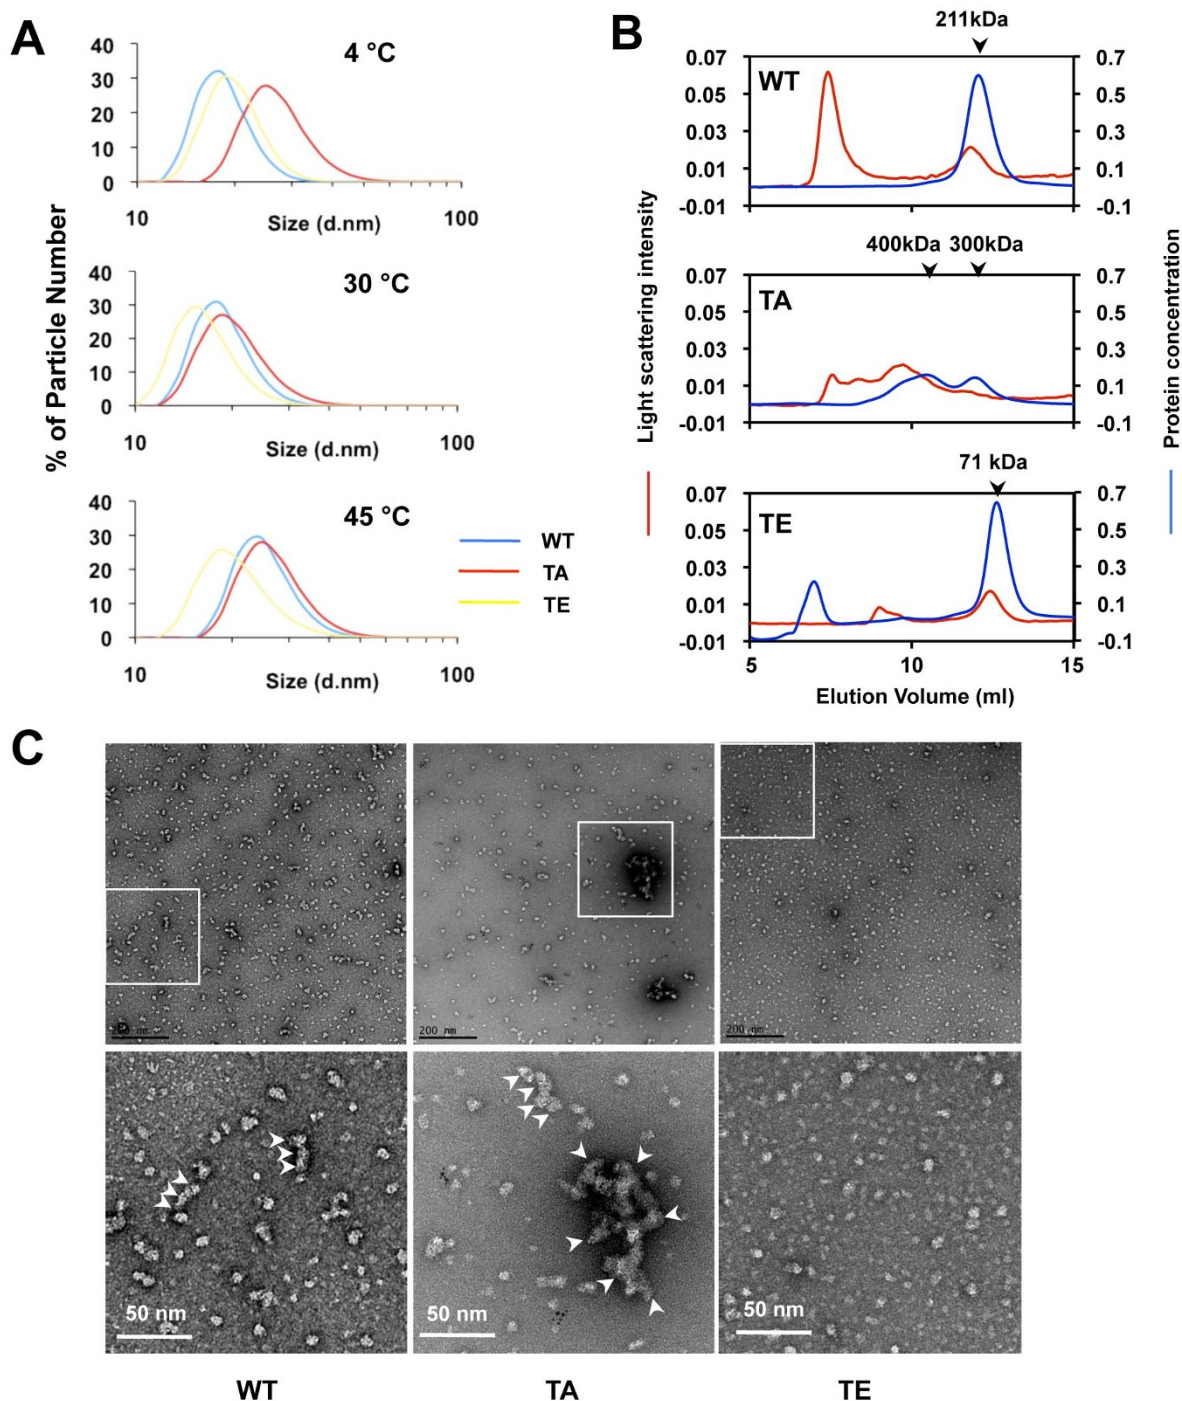 A
4 °C
40
30
20
10
0
10
Size (d.nm)
100
30 °C
40
30
20
10
0
10
Size (d.nm)
100
45 °C
40
30
20
10
0
10
Size (d.nm)
100
% of Particle Number
WT
TA
TE
B
211kDa
WT
0.07
0.05
0.03
0.01
-0.01
0.7
0.5
0.3
0.1
-0.1
400kDa 300kDa
TA
0.07
0.05
0.03
0.01
-0.01
0.7
0.5
0.3
0.1
-0.1
71 kDa
TE
0.07
0.05
0.03
0.01
-0.01
0.7
0.5
0.3
0.1
-0.1
5
10
15
Elution Volume (ml)
Light scattering intensity
Protein concentration
C
200 nm
200 nm
200 nm
50 nm
50 nm
50 nm
WT
TA
TE